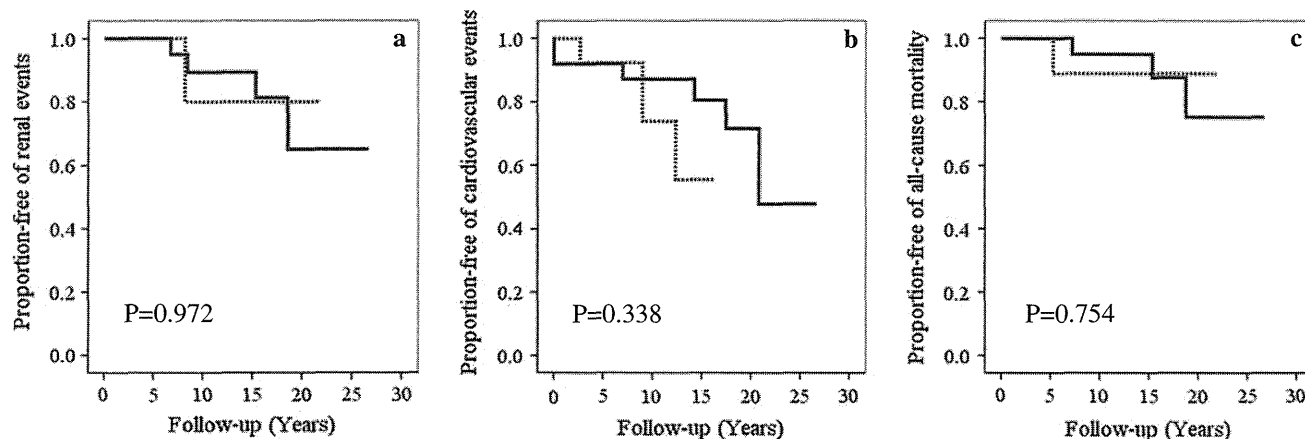 Proportion-free of renal events
1.0
0.8
0.6
0.4
0.2
0.0
a
P=0.972
0 5 10 15 20 25 30
Follow-up (Years)
Proportion-free of cardiovascular events
1.0
0.8
0.6
0.4
0.2
0.0
b
P=0.338
0 5 10 15 20 25 30
Follow-up (Years)
Proportion-free of all-cause mortality
1.0
0.8
0.6
0.4
0.2
0.0
c
P=0.754
0 5 10 15 20 25 30
Follow-up (Years)